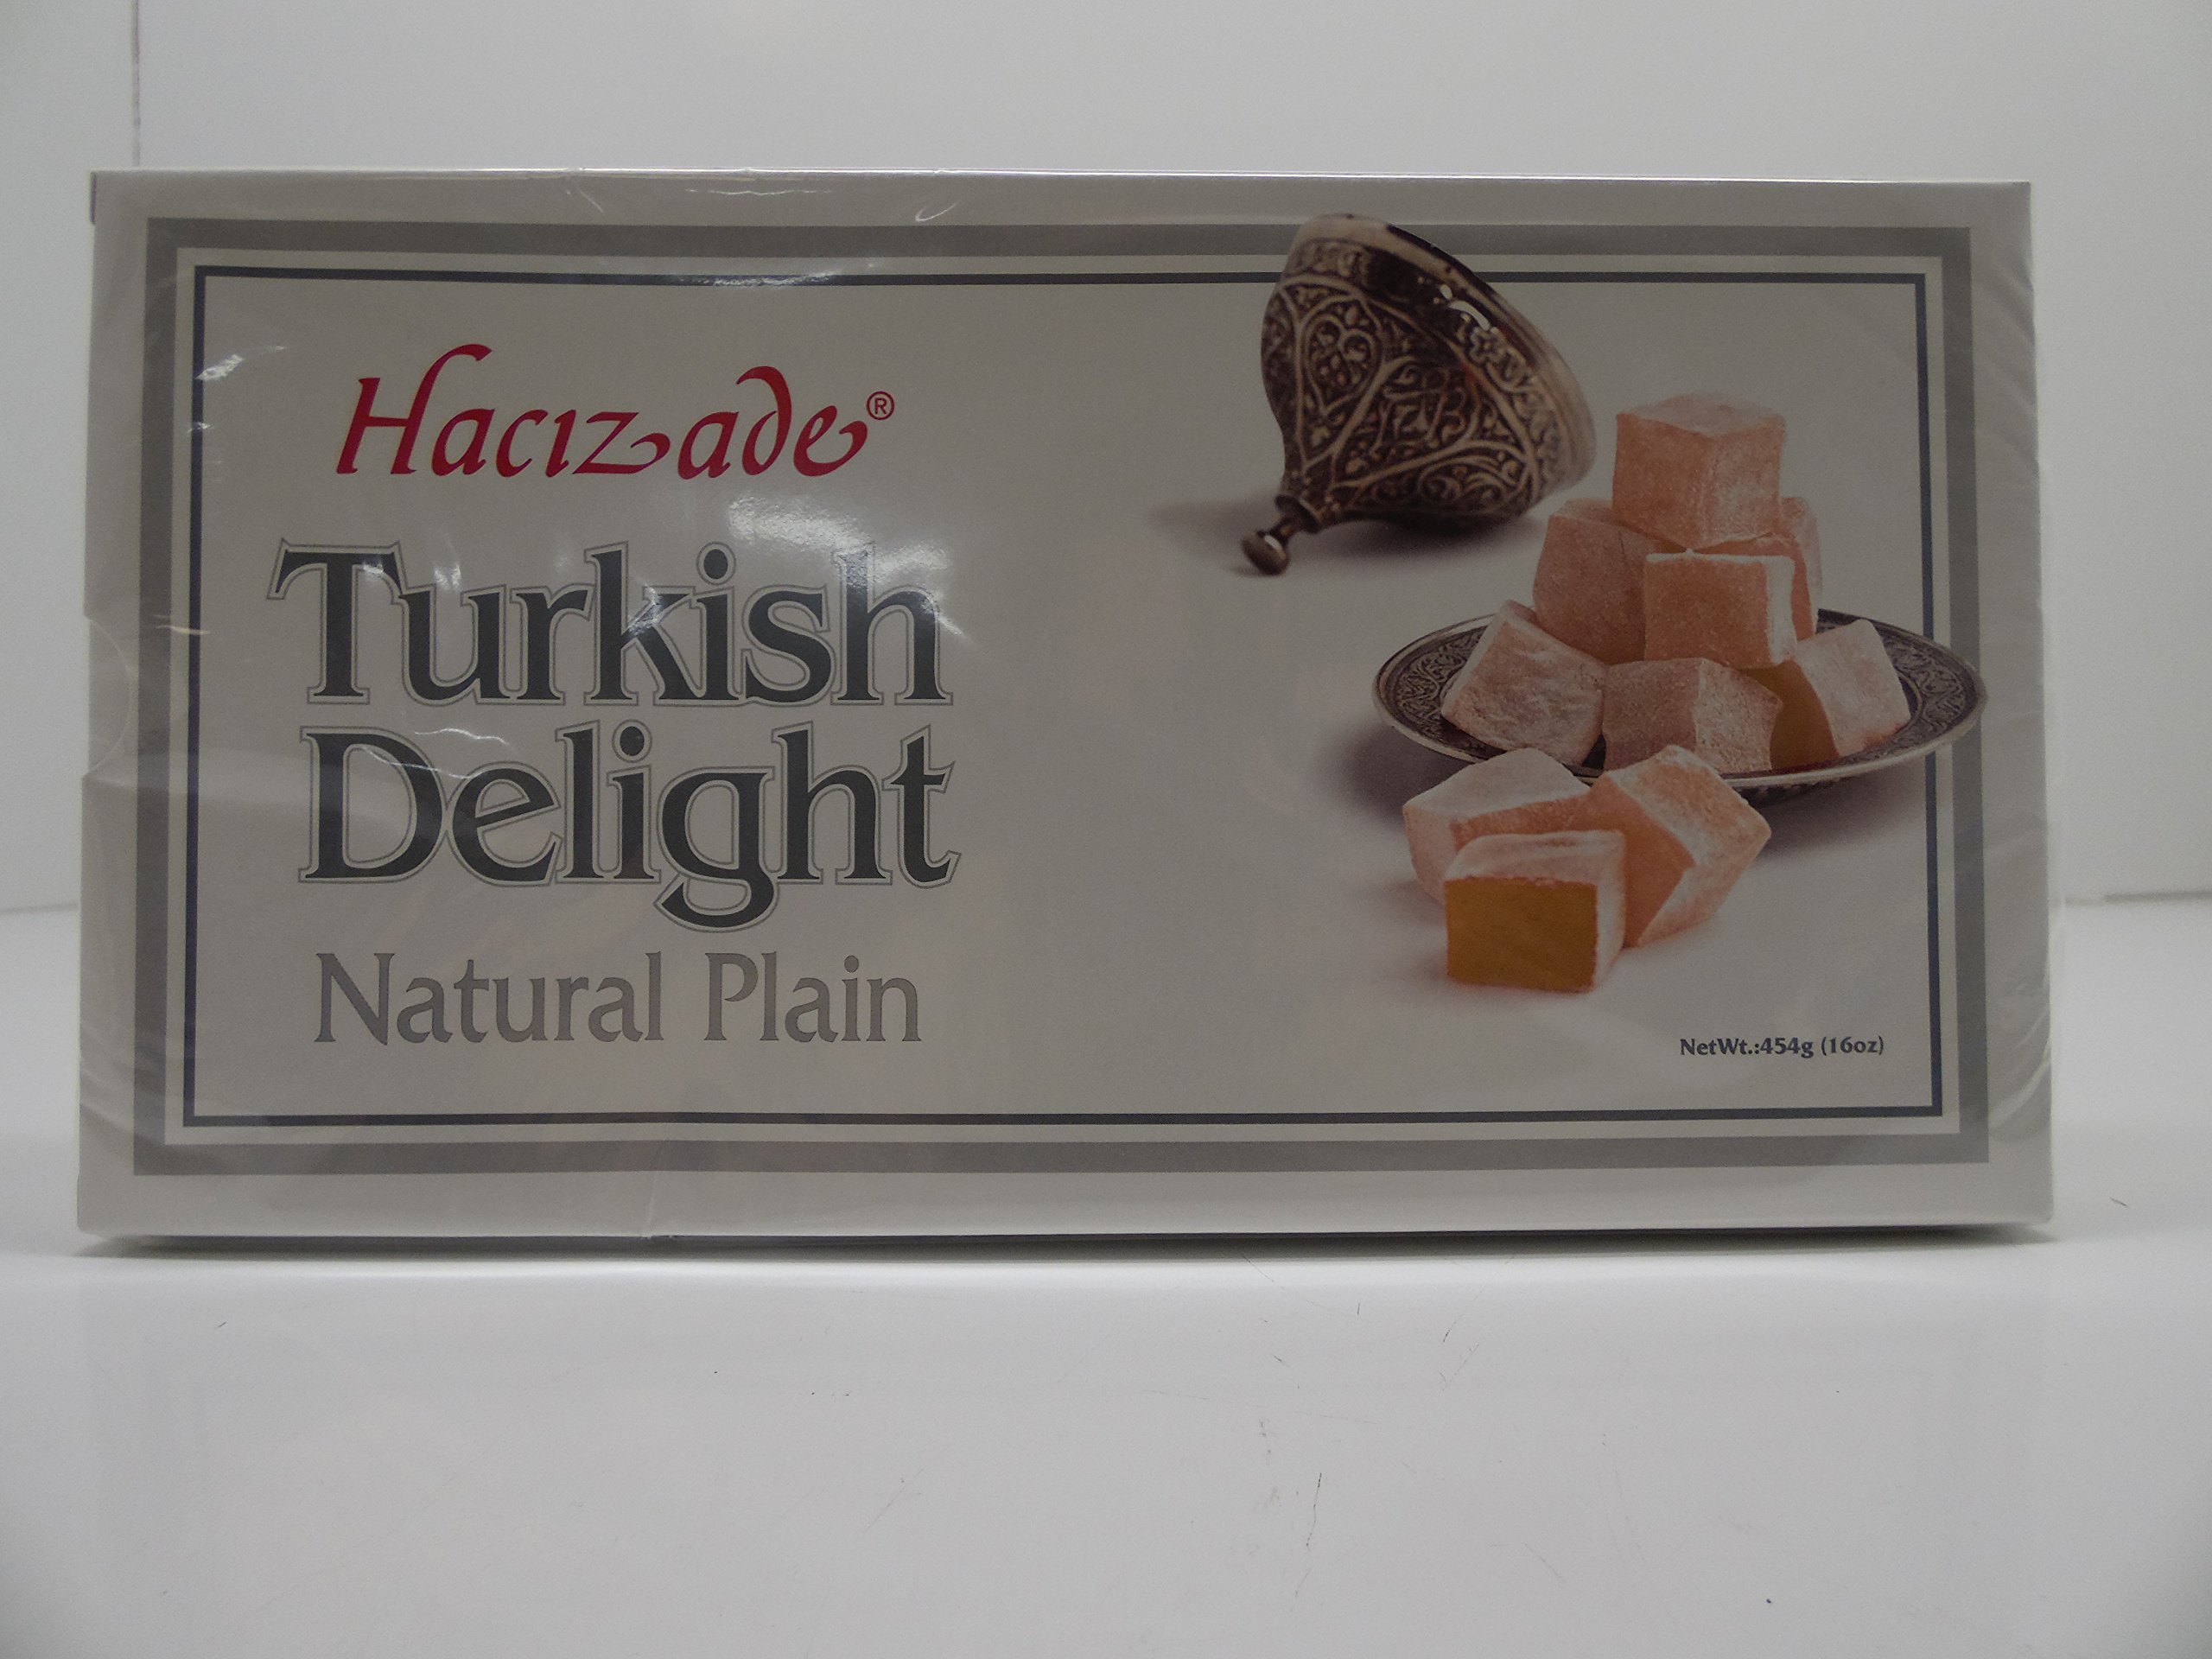 Hacızade®
Turkish
Delight
Natural Plain
NetWt.:454g (16oz)